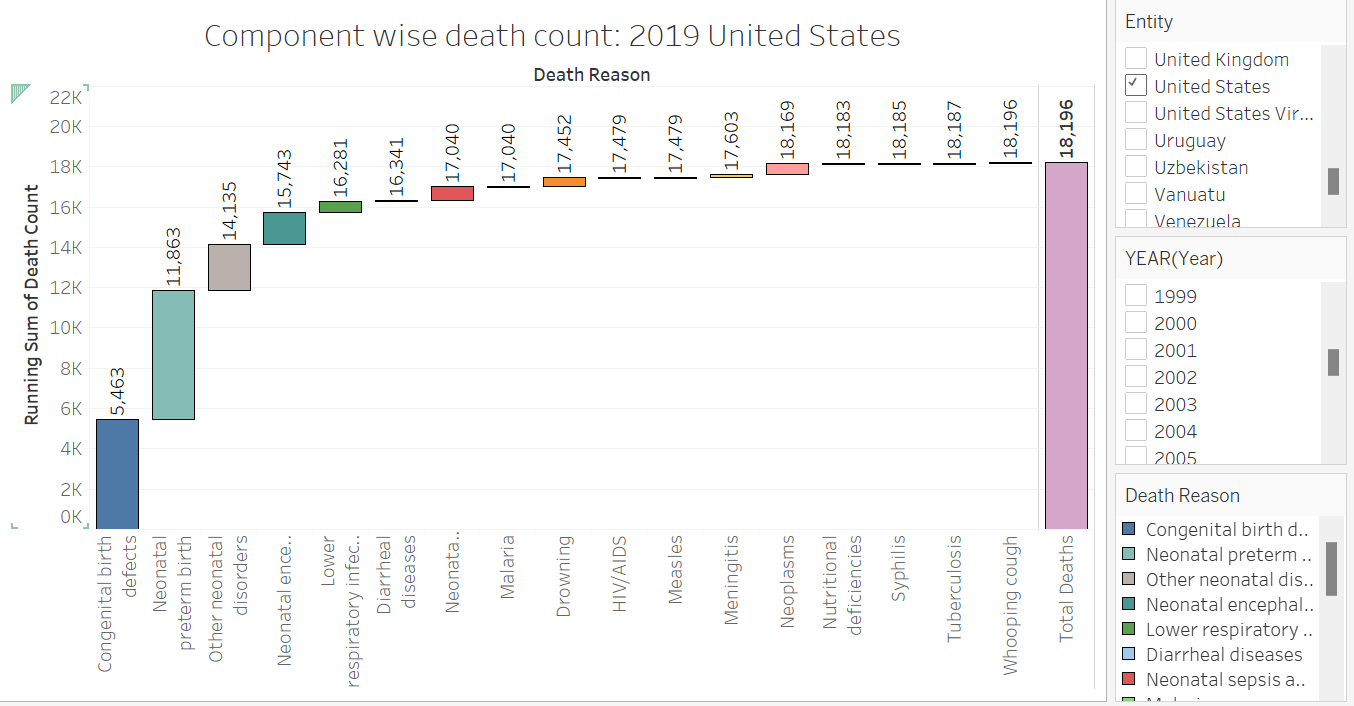 Component wise death count: 2019 United States
Death Reason
Running Sum of Death Count
22K
20K
18K
16K
14K
12K
10K
8K
6K
4K
2K
0K
5,463
11,863
14,135
15,743
16,281
16,341
17,040
17,040
17,452
17,479
17,479
17,603
18,169
18,183
18,185
18,187
18,196
18,196
Congenital birth
defects
Neonatal
preterm birth
Other neonatal
disorders
Neonatal ence..
Lower
respiratory infec..
Diarrheal
diseases
Neonata..
Malaria
Drowning
HIV/AIDS
Measles
Meningitis
Neoplasms
Nutritional
deficiencies
Syphilis
Tuberculosis
Whooping cough
Total Deaths
Entity
United Kingdom
United States
United States Vir...
Uruguay
Uzbekistan
Vanuatu
Venezuela
YEAR(Year)
1999
2000
2001
2002
2003
2004
2005
Death Reason
Congenital birth d..
Neonatal preterm ..
Other neonatal dis..
Neonatal encephal..
Lower respiratory ..
Diarrheal diseases
Neonatal sepsis a..